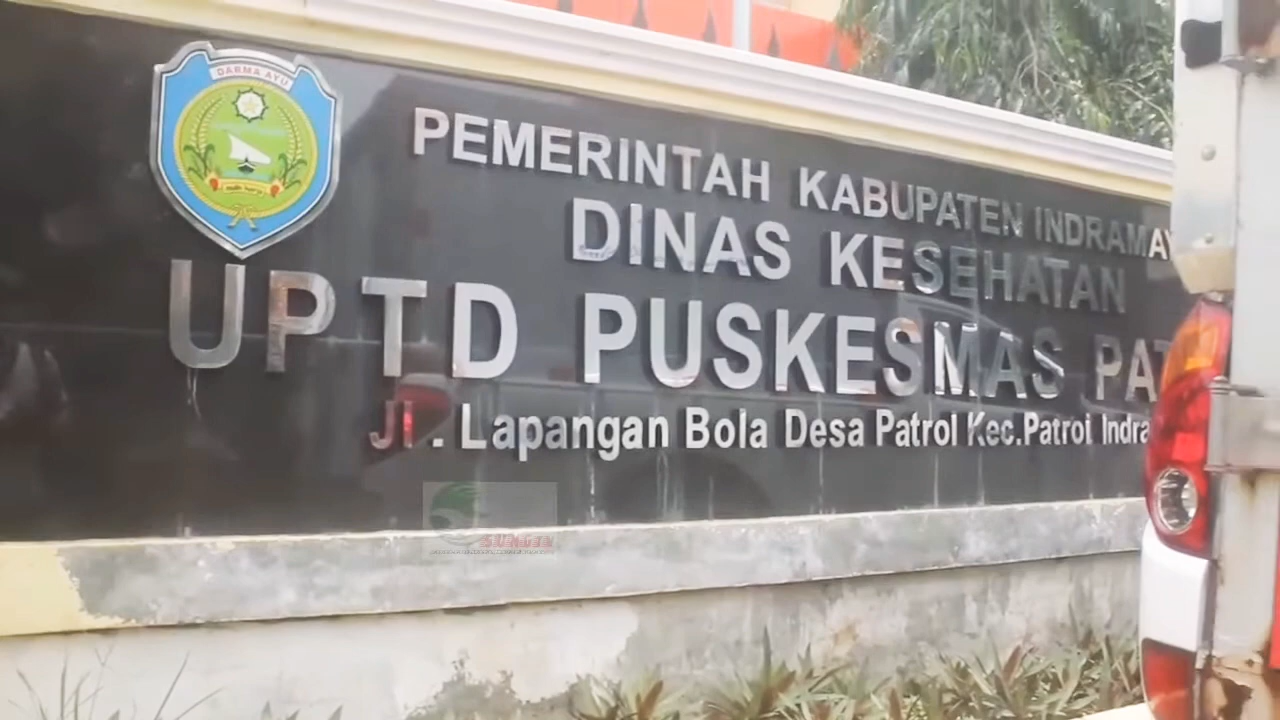 DARMA AYU
PEMERINTAH KABUPATEN INDRAMAY
DINAS KESEHATAN
UPTD PUSKESMAS PAT
Jl. Lapangan Bola Desa Patrol Kec.Patrol Indra